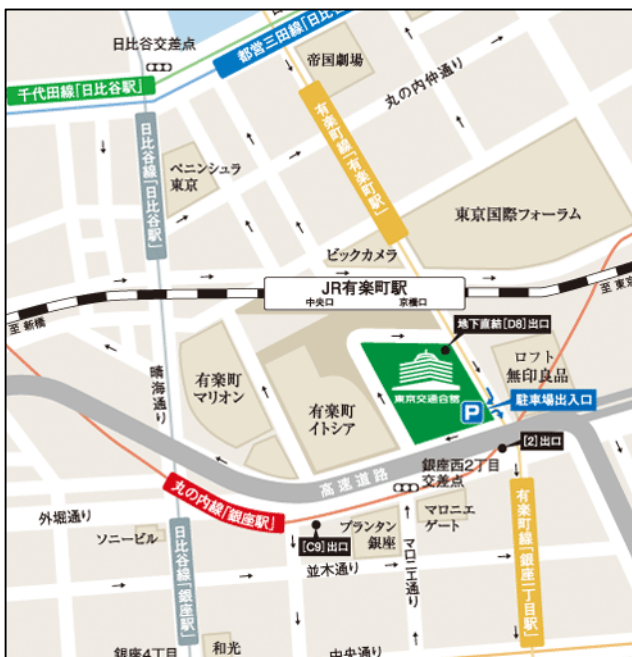 日比谷交差点
都営三田線「日比
千代田線「日比谷駅」
帝国劇場
丸の内仲通り
日比谷線「日比谷駅」
有楽町線「有楽町駅」
ペニンシュラ
東京
東京国際フォーラム
ビックカメラ
JR有楽町駅
中央口
京橋口
至 新橋
至 東京
地下直結[D8]出口
ロフト
無印良品
東京交通会館
P
駐車場出入口
晴海通り
有楽町
マリオン
有楽町
イトシア
[2]出口
高速道路
銀座西2丁目
交差点
丸の内線「銀座駅」
外堀通り
ソニービル
日比谷線「銀座駅」
[C9]出口
プランタン
銀座
マロニエ
ゲート
マロニエ通り
有楽町線「銀座一丁目駅」
並木通り
銀座4丁目
和光
中央通り